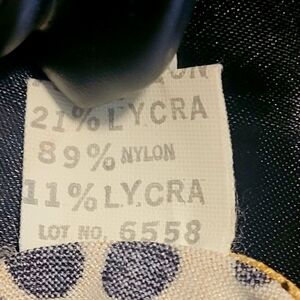 21% LYCRA
89% NYLON
11% LYCRA
LOT NO. 6558